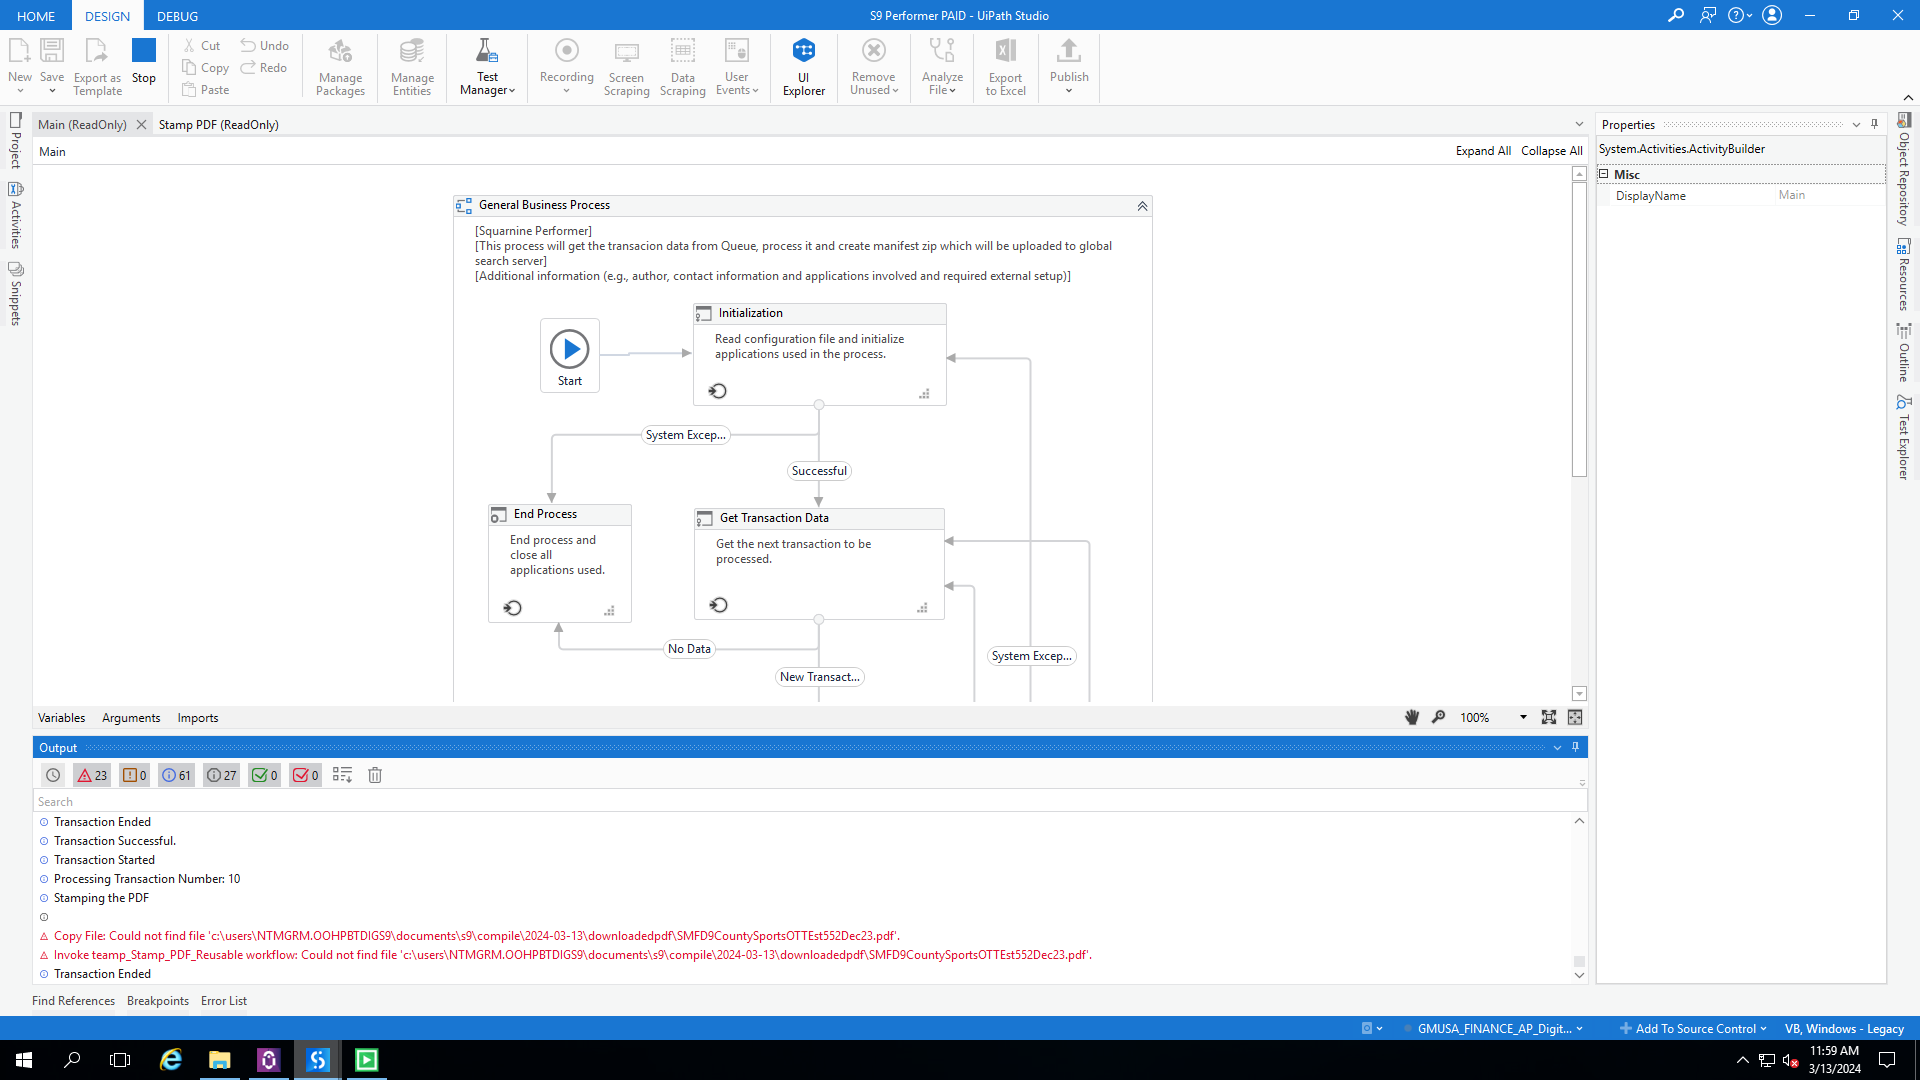 HOME DESIGN DEBUG S9 Performer PAID - UiPath Studio
New Save Export as Template Stop
Cut Copy Paste Undo Redo
Manage Packages Manage Entities Test Manager Recording Screen Scraping Data Scraping User Events UI Explorer Remove Unused Analyze File Export to Excel Publish
Project
Activities
Snippets
Main (ReadOnly) Stamp PDF (ReadOnly)
Main Expand All Collapse All
General Business Process
[Squarnine Performer]
[This process will get the transacion data from Queue, process it and create manifest zip which will be uploaded to global
search server]
[Additional information (e.g., author, contact information and applications involved and required external setup)]
Start
Initialization
Read configuration file and initialize
applications used in the process.
System Excep...
Successful
End Process
End process and
close all
applications used.
Get Transaction Data
Get the next transaction to be
processed.
No Data
System Excep...
New Transact...
Variables Arguments Imports 100%
Properties
System.Activities.ActivityBuilder
Misc
DisplayName Main
Object Repository
Resources
Outline
Test Explorer
Output
23 0 61 27 0 0
Search
Transaction Ended
Transaction Successful.
Transaction Started
Processing Transaction Number: 10
Stamping the PDF
Copy File: Could not find file 'c:\users\NTMGRM.OOHPBTDIGS9\documents\s9\compile\2024-03-13\downloadedpdf\SMFD9CountySportsOTTEst552Dec23.pdf'.
Invoke teamp_Stamp_PDF_Reusable workflow: Could not find file 'c:\users\NTMGRM.OOHPBTDIGS9\documents\s9\compile\2024-03-13\downloadedpdf\SMFD9CountySportsOTTEst552Dec23.pdf'.
Transaction Ended
Find References Breakpoints Error List
GMUSA_FINANCE_AP_Digit... Add To Source Control VB, Windows - Legacy
11:59 AM
3/13/2024